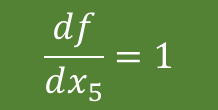 df
dx₅ = 1